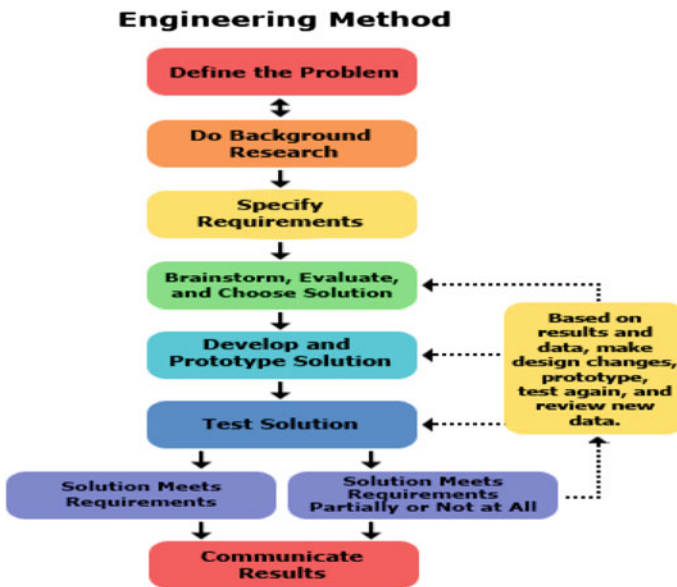 Engineering Method
Define the Problem
Do Background
Research
Specify
Requirements
Brainstorm, Evaluate,
and Choose Solution
Develop and
Prototype Solution
Test Solution
Based on
results and
data, make
design changes,
prototype,
test again, and
review new
data.
Solution Meets
Requirements
Solution Meets
Requirements
Partially or Not at All
Communicate
Results